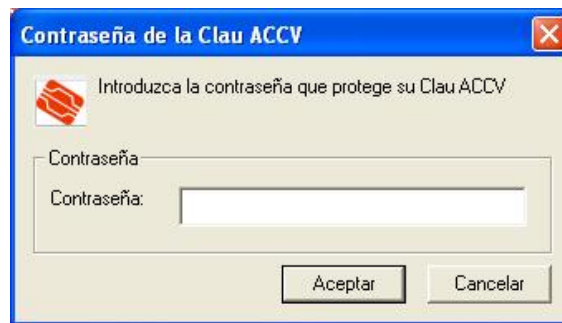 Contraseña de la Clau ACCV
Introduzca la contraseña que protege su Clau ACCV
Contraseña
Contraseña:
Aceptar Cancelar